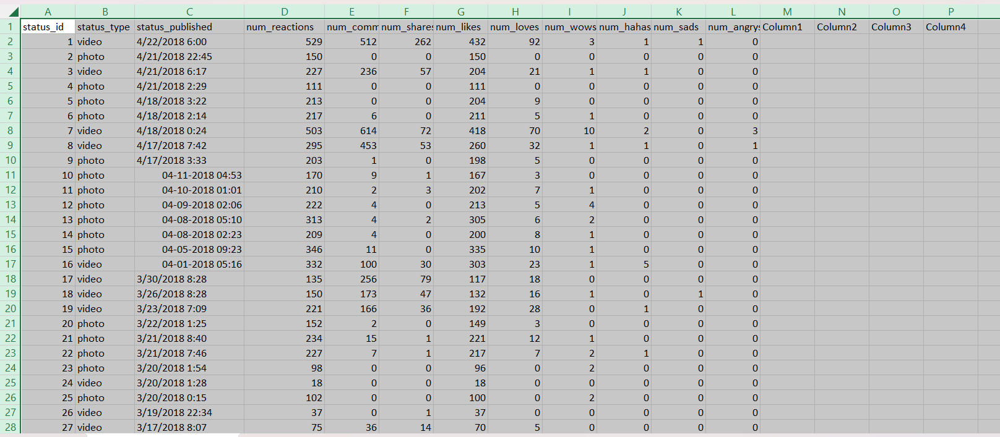 A B C D E F G H I J K L M N O P
1 status_id status_type status_published num_reactions num_comm num_shares num_likes num_loves num_wows num_hahas num_sads num_angrys Column1 Column2 Column3 Column4
2 1 video 4/22/2018 6:00 529 512 262 432 92 3 1 1 0
3 2 photo 4/21/2018 22:45 150 0 0 150 0 0 0 0 0
4 3 video 4/21/2018 6:17 227 236 57 204 21 1 1 0 0
5 4 photo 4/21/2018 2:29 111 0 0 111 0 0 0 0 0
6 5 photo 4/18/2018 3:22 213 0 0 204 9 0 0 0 0
7 6 photo 4/18/2018 2:14 217 6 0 211 5 1 0 0 0
8 7 video 4/18/2018 0:24 503 614 72 418 70 10 2 0 3
9 8 video 4/17/2018 7:42 295 453 53 260 32 1 1 0 1
10 9 photo 4/17/2018 3:33 203 1 0 198 5 0 0 0 0
11 10 photo 04-11-2018 04:53 170 9 1 167 3 0 0 0 0
12 11 photo 04-10-2018 01:01 210 2 3 202 7 1 0 0 0
13 12 photo 04-09-2018 02:06 222 4 0 213 5 4 0 0 0
14 13 photo 04-08-2018 05:10 313 4 2 305 6 2 0 0 0
15 14 photo 04-08-2018 02:23 209 4 0 200 8 1 0 0 0
16 15 photo 04-05-2018 09:23 346 11 0 335 10 1 0 0 0
17 16 video 04-01-2018 05:16 332 100 30 303 23 1 5 0 0
18 17 video 3/30/2018 8:28 135 256 79 117 18 0 0 0 0
19 18 video 3/26/2018 8:28 150 173 47 132 16 1 0 1 0
20 19 video 3/23/2018 7:09 221 166 36 192 28 0 1 0 0
21 20 photo 3/22/2018 1:25 152 2 0 149 3 0 0 0 0
22 21 photo 3/21/2018 8:40 234 15 1 221 12 1 0 0 0
23 22 photo 3/21/2018 7:46 227 7 1 217 7 2 1 0 0
24 23 photo 3/20/2018 1:54 98 0 0 96 0 2 0 0 0
25 24 video 3/20/2018 1:28 18 0 0 18 0 0 0 0 0
26 25 photo 3/20/2018 0:15 102 0 0 100 0 2 0 0 0
27 26 video 3/19/2018 22:34 37 0 1 37 0 0 0 0 0
28 27 video 3/17/2018 8:07 75 36 14 70 5 0 0 0 0